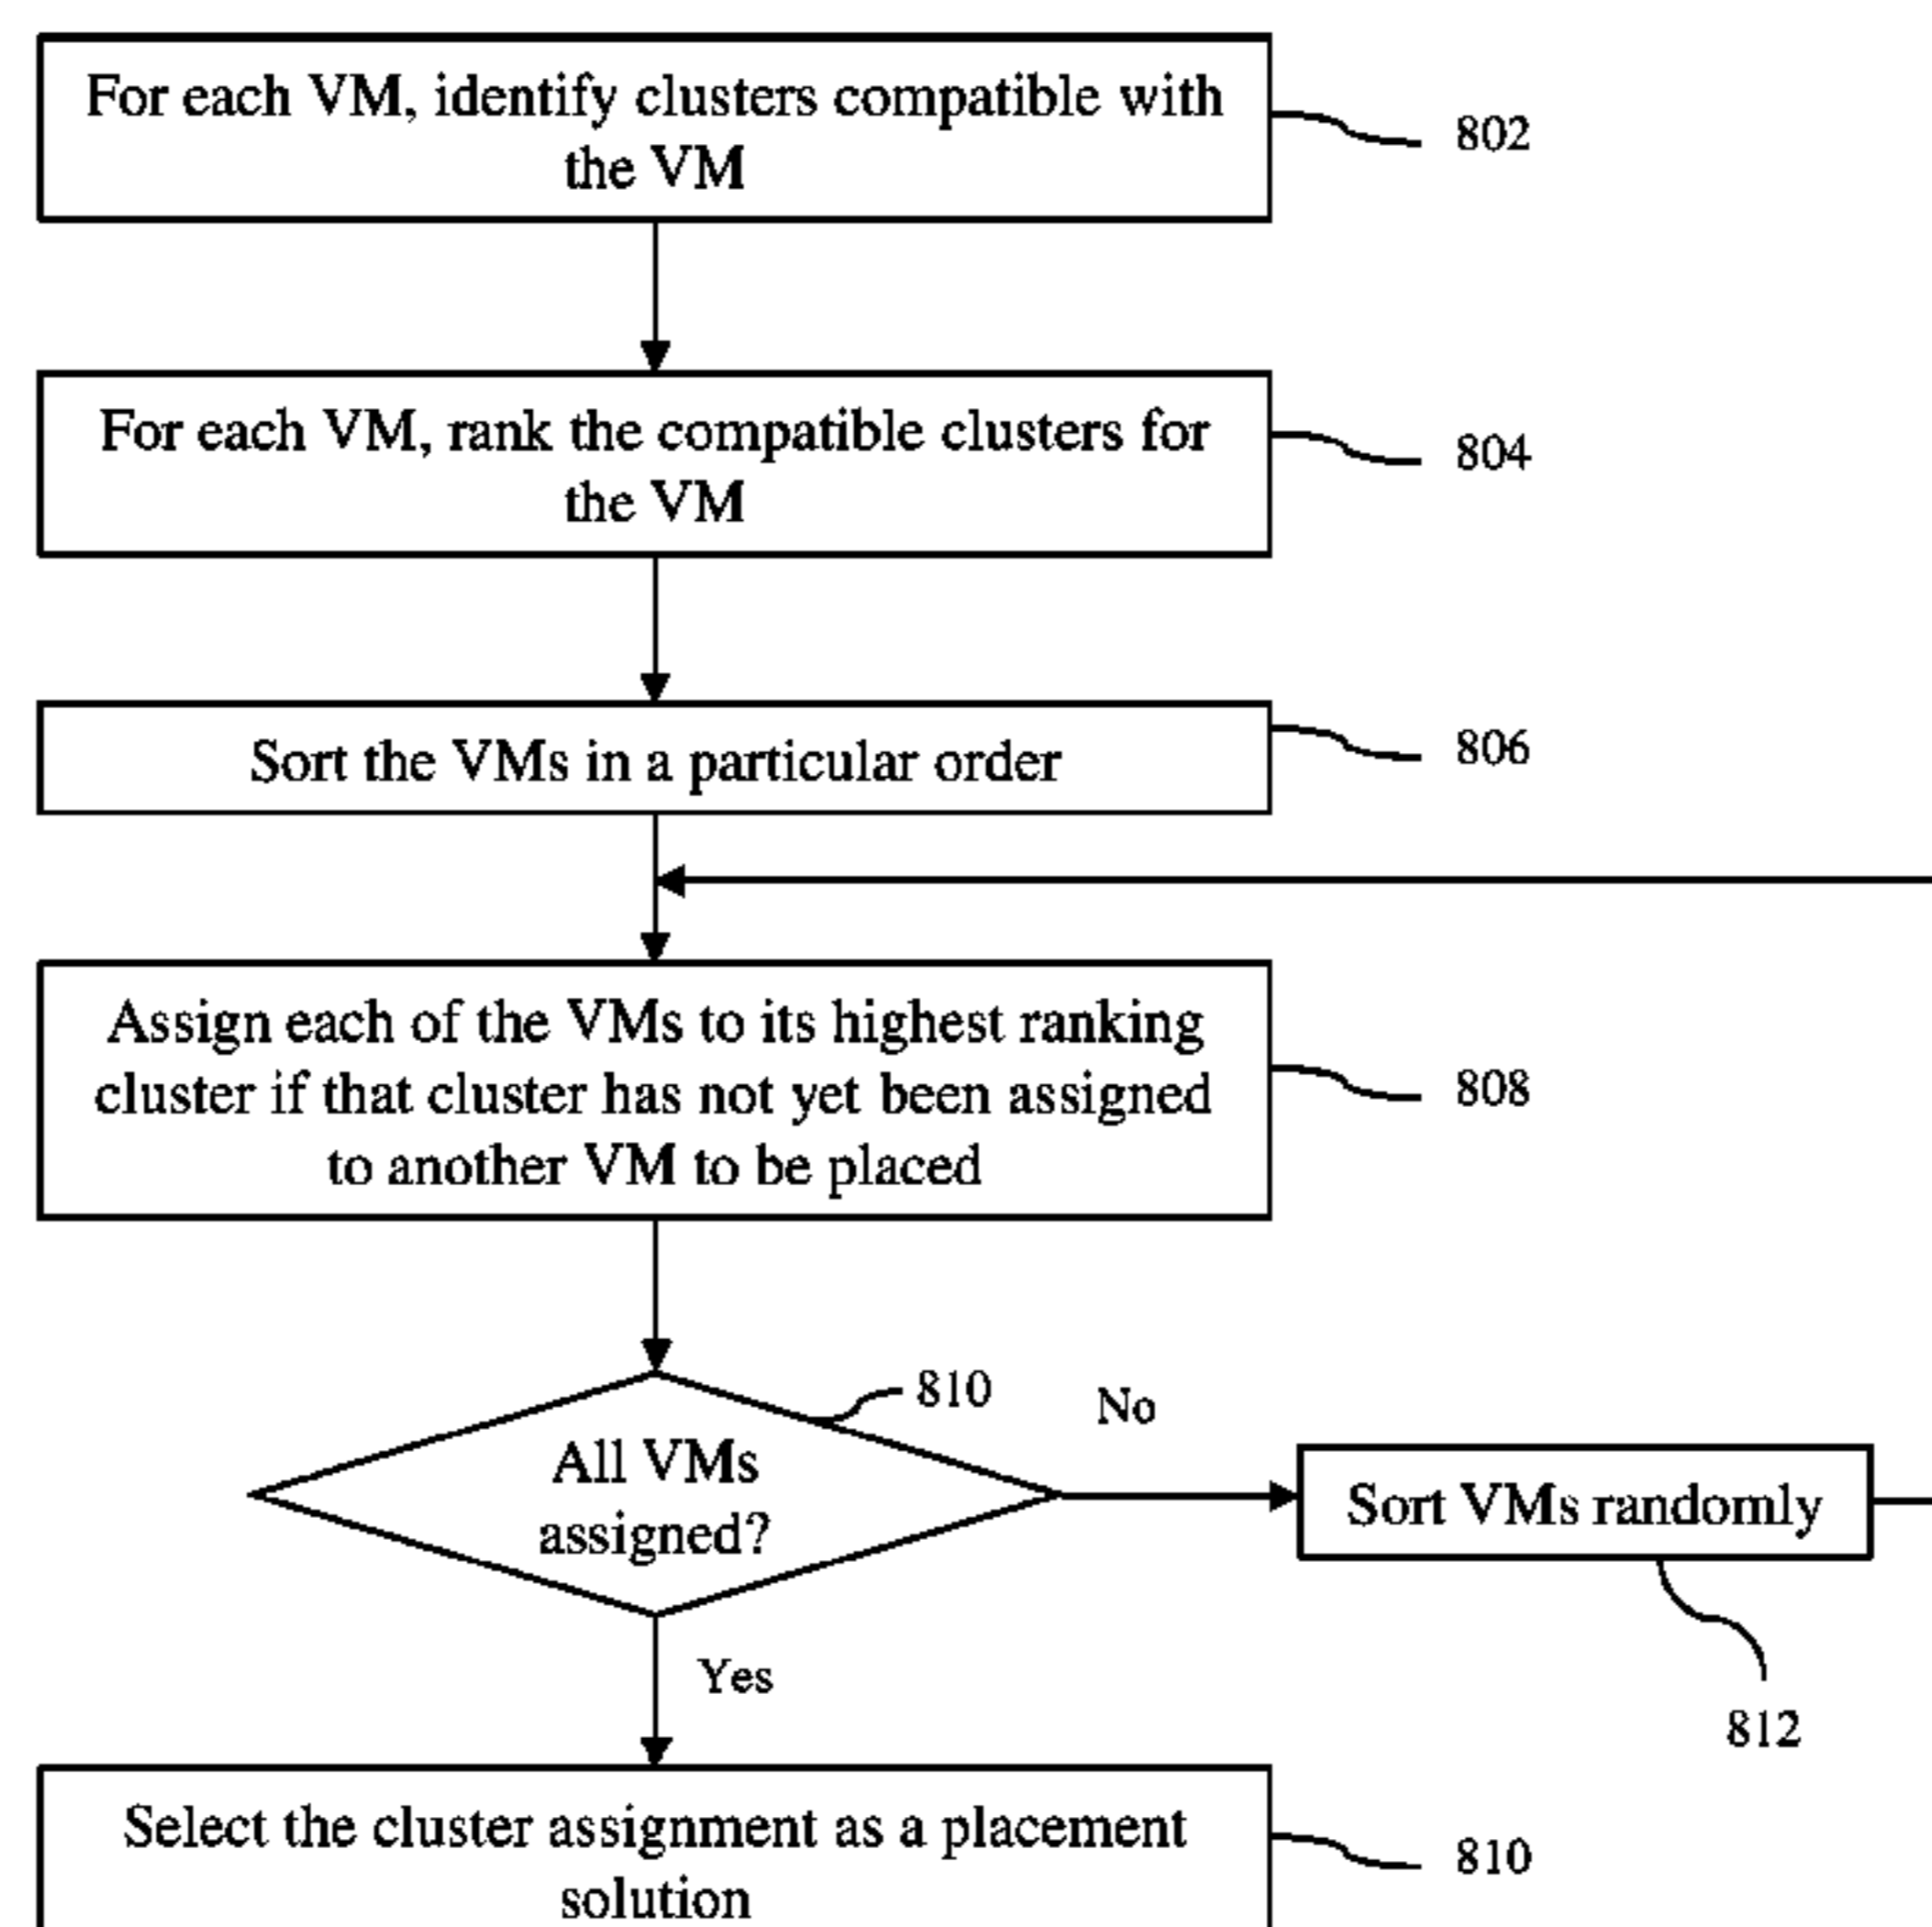 For each VM, identify clusters compatible with
the VM
802
For each VM, rank the compatible clusters for
the VM
804
Sort the VMs in a particular order
806
Assign each of the VMs to its highest ranking
cluster if that cluster has not yet been assigned
to another VM to be placed
808
810
No
All VMs
assigned?
Sort VMs randomly
Yes
812
Select the cluster assignment as a placement
solution
810